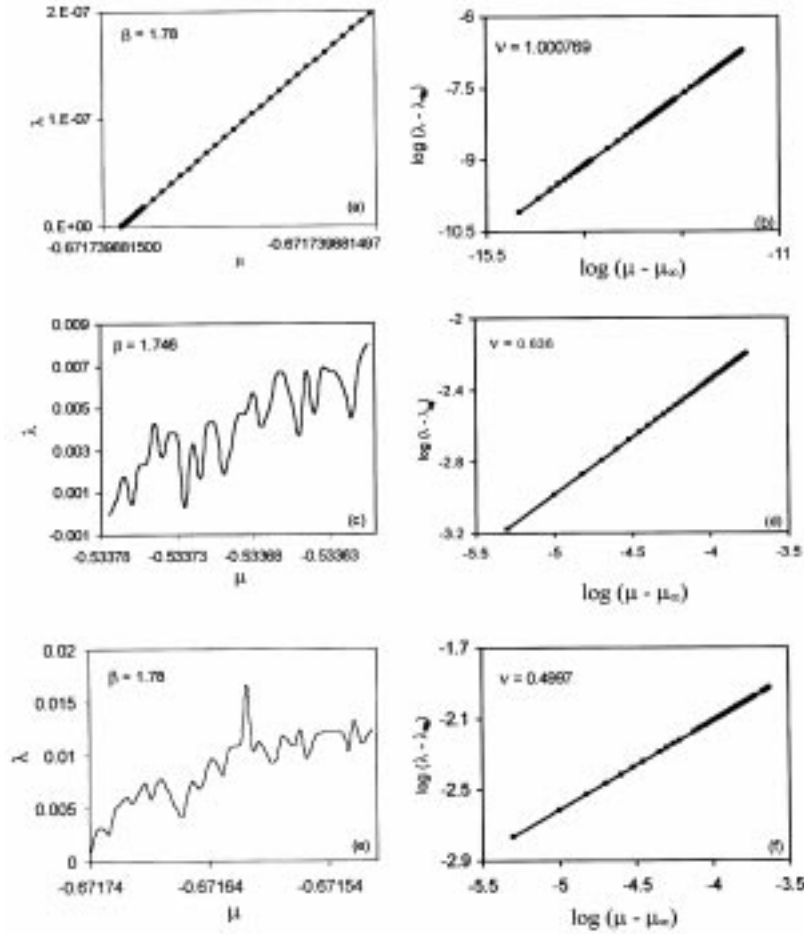 2.E-07
β = 1.78
λ
1.E-07
(a)
0.E+00
-0.671739881500
-0.671739881497
μ
-6
ν = 1.000769
-7.5
log (λ - λ∞)
-9
(b)
-10.5
-15.5
-11
log (μ - μ∞)
0.009
β = 1.746
0.007
0.005
λ
0.003
0.001
(c)
-0.001
-0.53378
-0.53373
-0.53368
-0.53363
μ
-2
ν = 0.636
-2.4
log (λ - λ∞)
-2.8
-3.2
-5.5
-5
-4.5
-4
-3.5
log (μ - μ∞)
0.02
β = 1.78
0.015
λ
0.01
0.005
(e)
0
-0.67174
-0.67164
-0.67154
μ
-1.7
ν = 0.4997
-2.1
log (λ - λ∞)
-2.5
(f)
-2.9
-5.5
-5
-4.5
-4
-3.5
log (μ - μ∞)